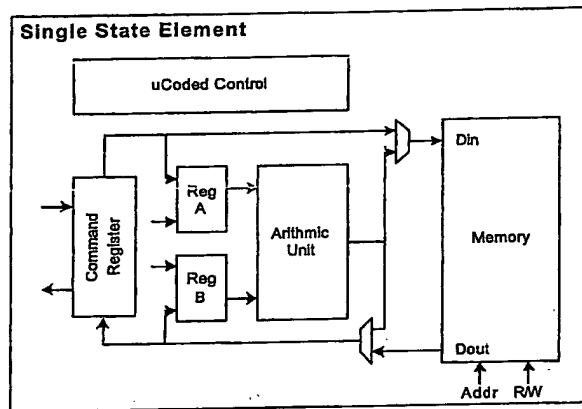 Single State Element
uCoded Control
Command
Register
Reg
A
Reg
B
Arithmic
Unit
Din
Memory
Dout
Addr R/W